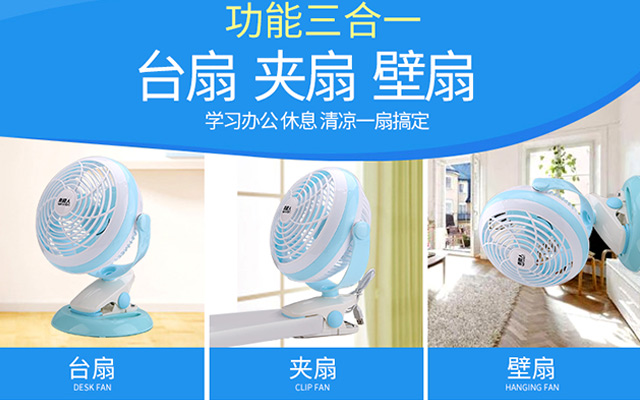 功能三合一
台扇 夹扇 壁扇
学习办公 休息 清凉一扇搞定
台扇
DESK FAN
夹扇
CLIP FAN
壁扇
HANGING FAN